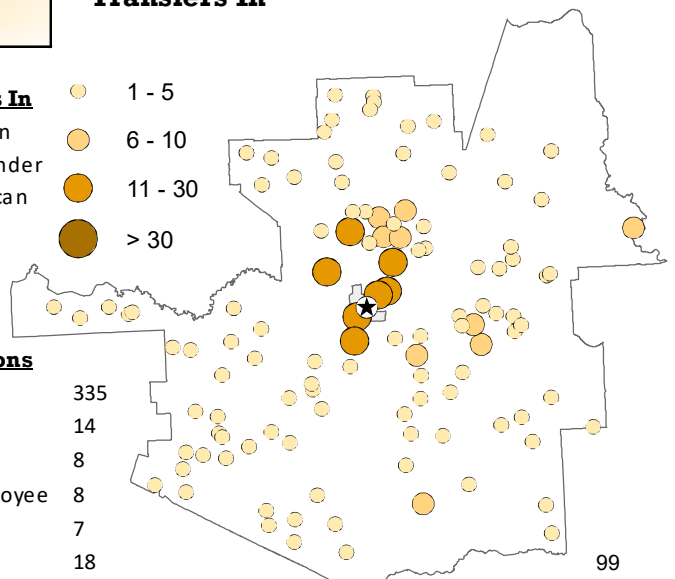 Transfers In
s In
1 - 5
n
6 - 10
nder
11 - 30
can
> 30
ons
335
14
8
oyee 8
7
18
99